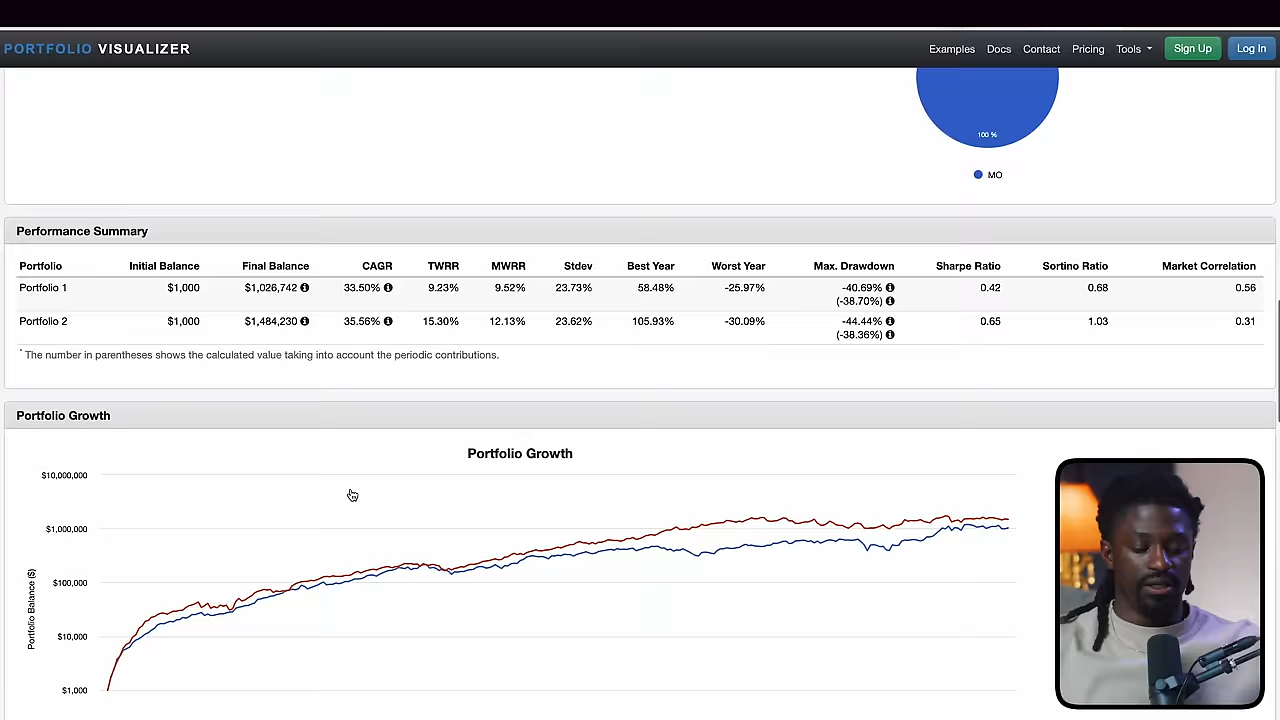 PORTFOLIO VISUALIZER
Examples Docs Contact Pricing Tools Sign Up Log In
100 %
MO
Performance Summary
Portfolio Initial Balance Final Balance CAGR TWRR MWRR Stdev Best Year Worst Year Max. Drawdown Sharpe Ratio Sortino Ratio Market Correlation
Portfolio 1 $1,000 $1,026,742 33.50% 9.23% 9.52% 23.73% 58.48% -25.97% -40.69% 0.42 0.68 0.56
(-38.70%)
Portfolio 2 $1,000 $1,484,230 35.56% 15.30% 12.13% 23.62% 105.93% -30.09% -44.44% 0.65 1.03 0.31
(-38.36%)
* The number in parentheses shows the calculated value taking into account the periodic contributions.
Portfolio Growth
Portfolio Growth
$10,000,000
$1,000,000
$100,000
$10,000
$1,000
Portfolio Balance ($)